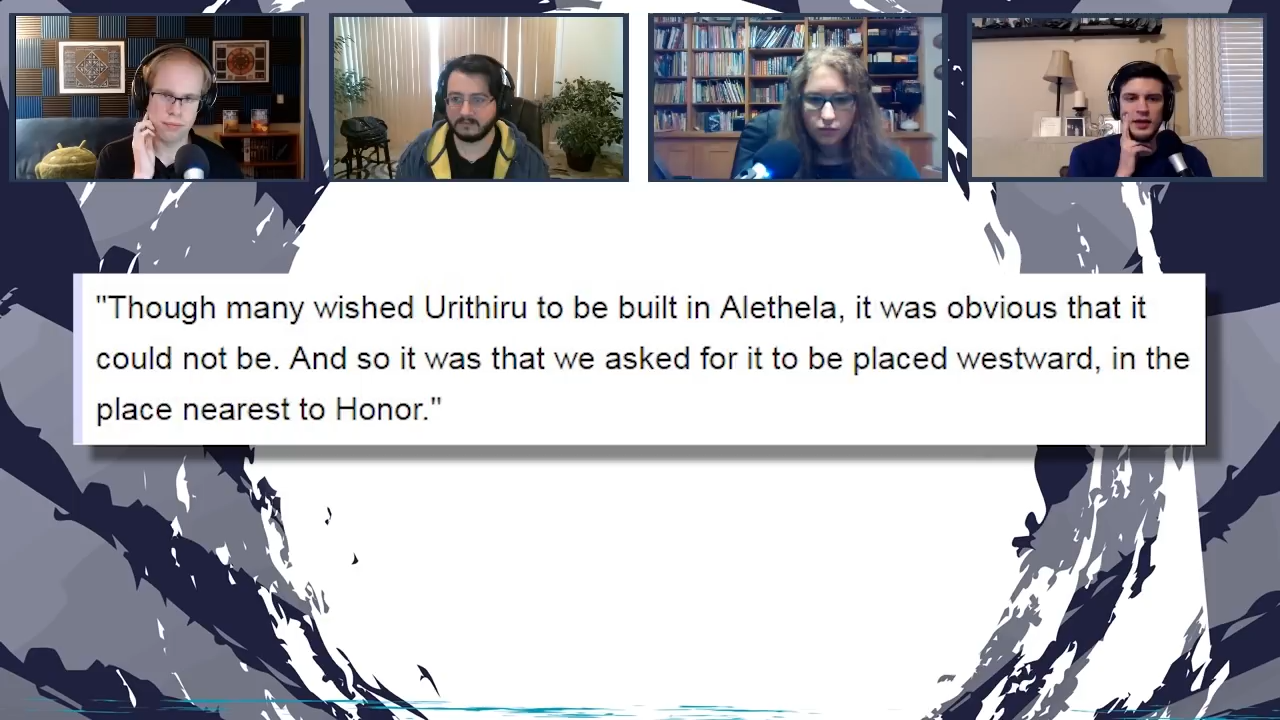 "Though many wished Urithiru to be built in Alethela, it was obvious that it
could not be. And so it was that we asked for it to be placed westward, in the
place nearest to Honor."